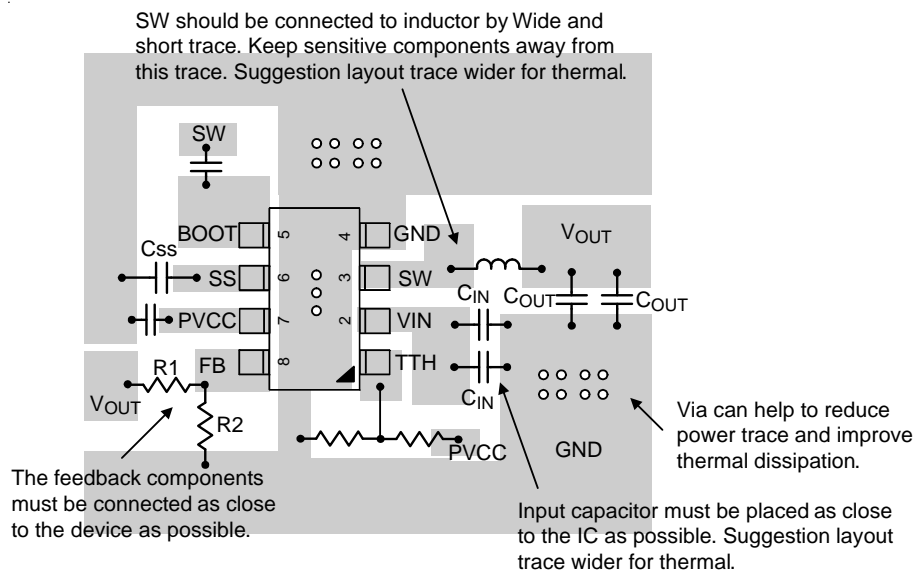 SW should be connected to inductor by Wide and
short trace. Keep sensitive components away from
this trace. Suggestion layout trace wider for thermal.
SW
BOOT
5
4
GND
VOUT
Css
SS
6
3
SW
CIN
COUT
COUT
PVCC
7
2
VIN
FB
8
TTH
R1
VOUT
CIN
R2
PVCC
GND
Via can help to reduce
power trace and improve
thermal dissipation.
The feedback components
must be connected as close
to the device as possible.
Input capacitor must be placed as close
to the IC as possible. Suggestion layout
trace wider for thermal.